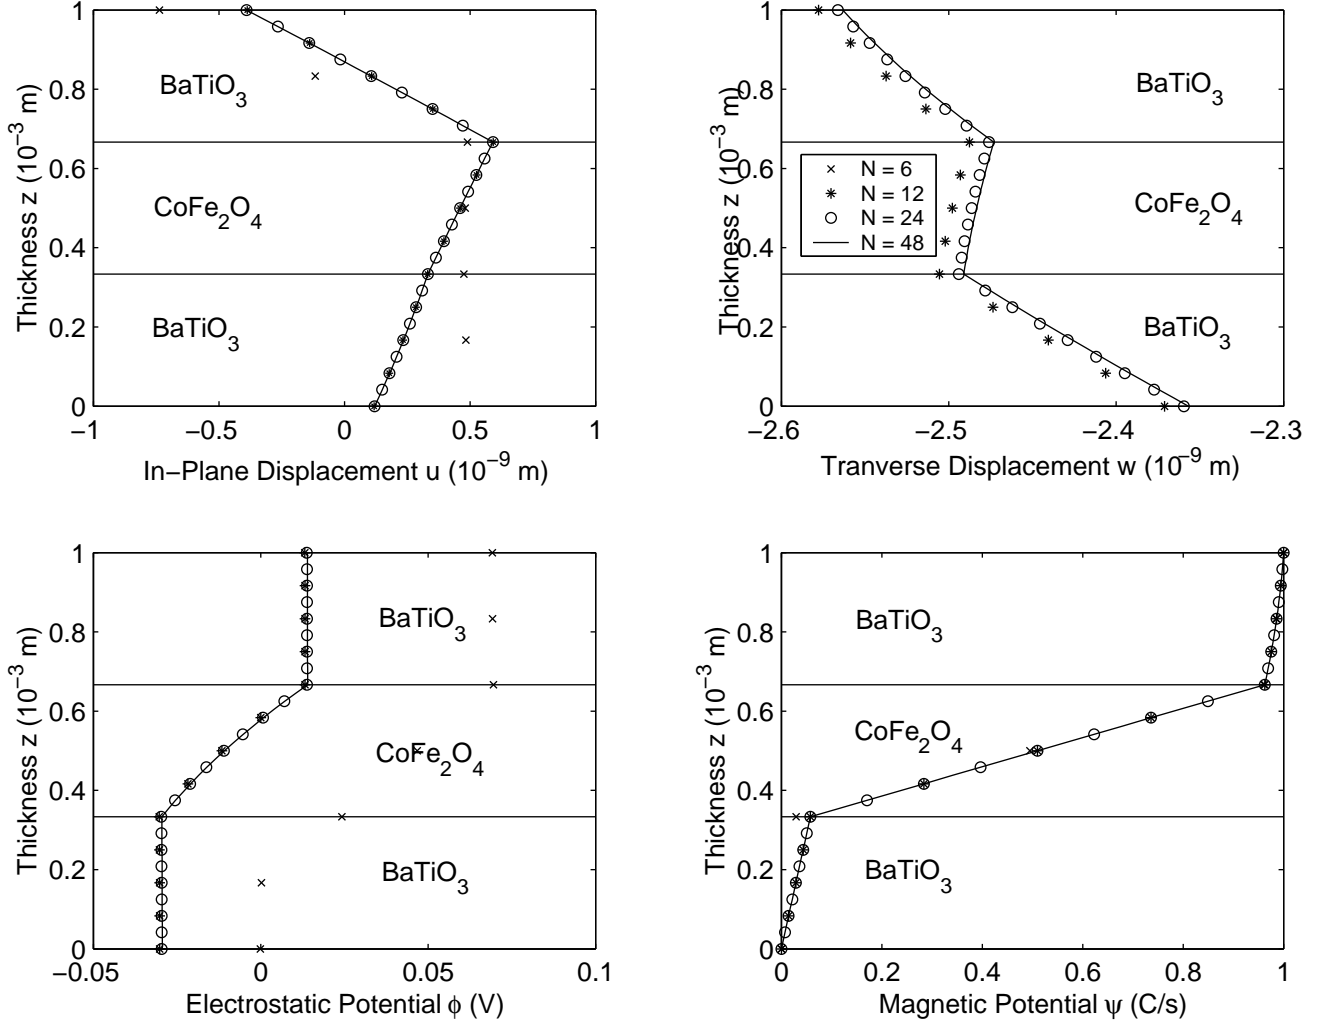 1
0.8
0.6
0.4
0.2
0
Thickness z (10⁻³ m)
BaTiO₃
CoFe₂O₄
BaTiO₃
−1 −0.5 0 0.5 1
In−Plane Displacement u (10⁻⁹ m)
1
0.8
0.6
0.4
0.2
0
Thickness z (10⁻³ m)
BaTiO₃
N = 6
N = 12
N = 24
N = 48
CoFe₂O₄
BaTiO₃
−2.6 −2.5 −2.4 −2.3
Tranverse Displacement w (10⁻⁹ m)
1
0.8
0.6
0.4
0.2
0
Thickness z (10⁻³ m)
BaTiO₃
CoFe₂O₄
BaTiO₃
−0.05 0 0.05 0.1
Electrostatic Potential ϕ (V)
1
0.8
0.6
0.4
0.2
0
Thickness z (10⁻³ m)
BaTiO₃
CoFe₂O₄
BaTiO₃
0 0.2 0.4 0.6 0.8 1
Magnetic Potential ψ (C/s)